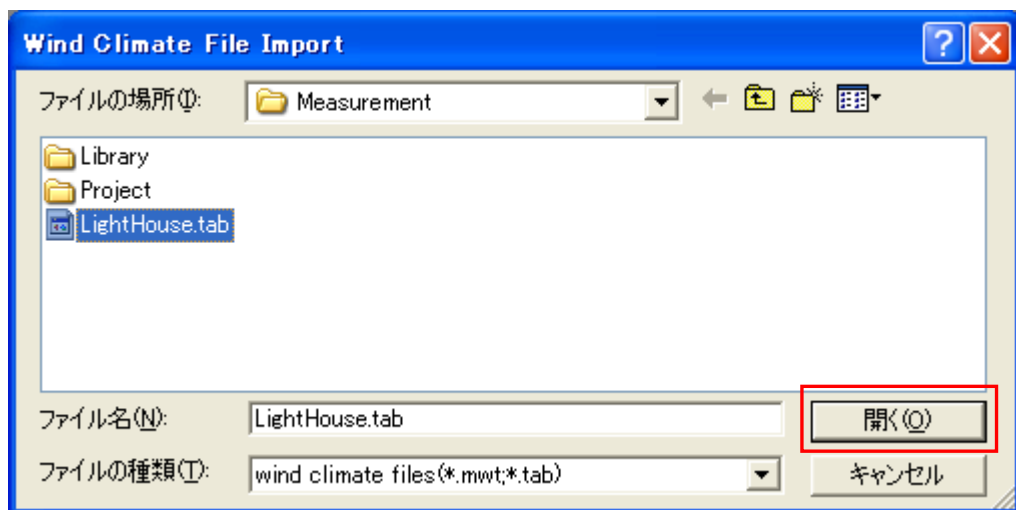 Wind Climate File Import
ファイルの場所(I): Measurement
Library
Project
LightHouse.tab
ファイル名(N): LightHouse.tab 開く(O)
ファイルの種類(T): wind climate files(*.mwt;*.tab) キャンセル